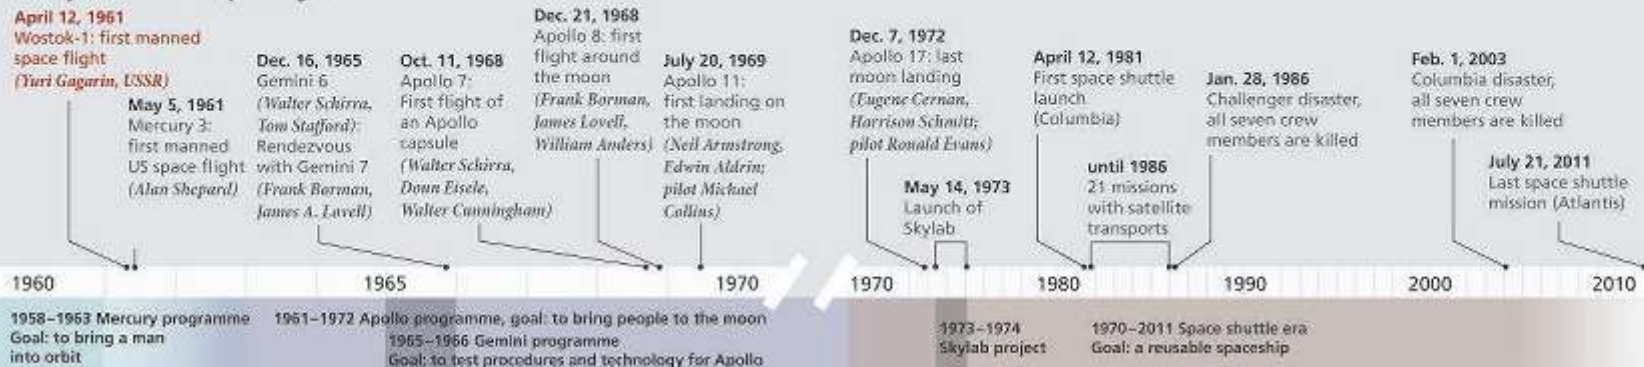 April 12, 1961
Wostok-1: first manned
space flight
(Yuri Gagarin, USSR)
May 5, 1961
Mercury 3:
first manned
US space flight
(Alan Shepard)
Dec. 16, 1965
Gemini 6
(Walter Schirra,
Tom Stafford):
Rendezvous
with Gemini 7
(Frank Borman,
James A. Lovell)
Oct. 11, 1968
Apollo 7:
First flight of
an Apollo
capsule
(Walter Schirra,
Donn Eisele,
Walter Cunningham)
Dec. 21, 1968
Apollo 8: first
flight around
the moon
(Frank Borman,
James Lovell,
William Anders)
July 20, 1969
Apollo 11:
first landing on
the moon
(Neil Armstrong,
Edwin Aldrin;
pilot Michael
Collins)
Dec. 7, 1972
Apollo 17: last
moon landing
(Eugene Cernan,
Harrison Schmitt;
pilot Ronald Evans)
May 14, 1973
Launch of
Skylab
April 12, 1981
First space shuttle
launch
(Columbia)
until 1986
21 missions
with satellite
transports
Jan. 28, 1986
Challenger disaster,
all seven crew
members are killed
Feb. 1, 2003
Columbia disaster,
all seven crew
members are killed
July 21, 2011
Last space shuttle
mission (Atlantis)
1960 1965 1970 1970 1980 1990 2000 2010
1958–1963 Mercury programme
Goal: to bring a man
into orbit
1961–1972 Apollo programme, goal: to bring people to the moon
1965–1966 Gemini programme
Goal: to test procedures and technology for Apollo
1973–1974
Skylab project
1970–2011 Space shuttle era
Goal: a reusable spaceship